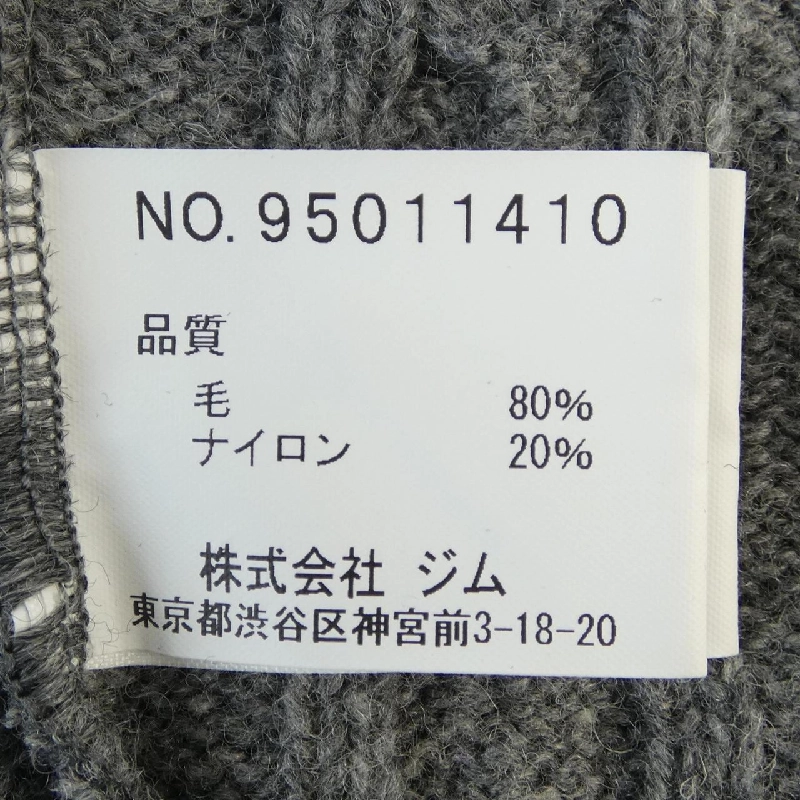 NO. 95011410
品質
毛 80%
ナイロン 20%
株式会社 ジム
東京都渋谷区神宮前3-18-20